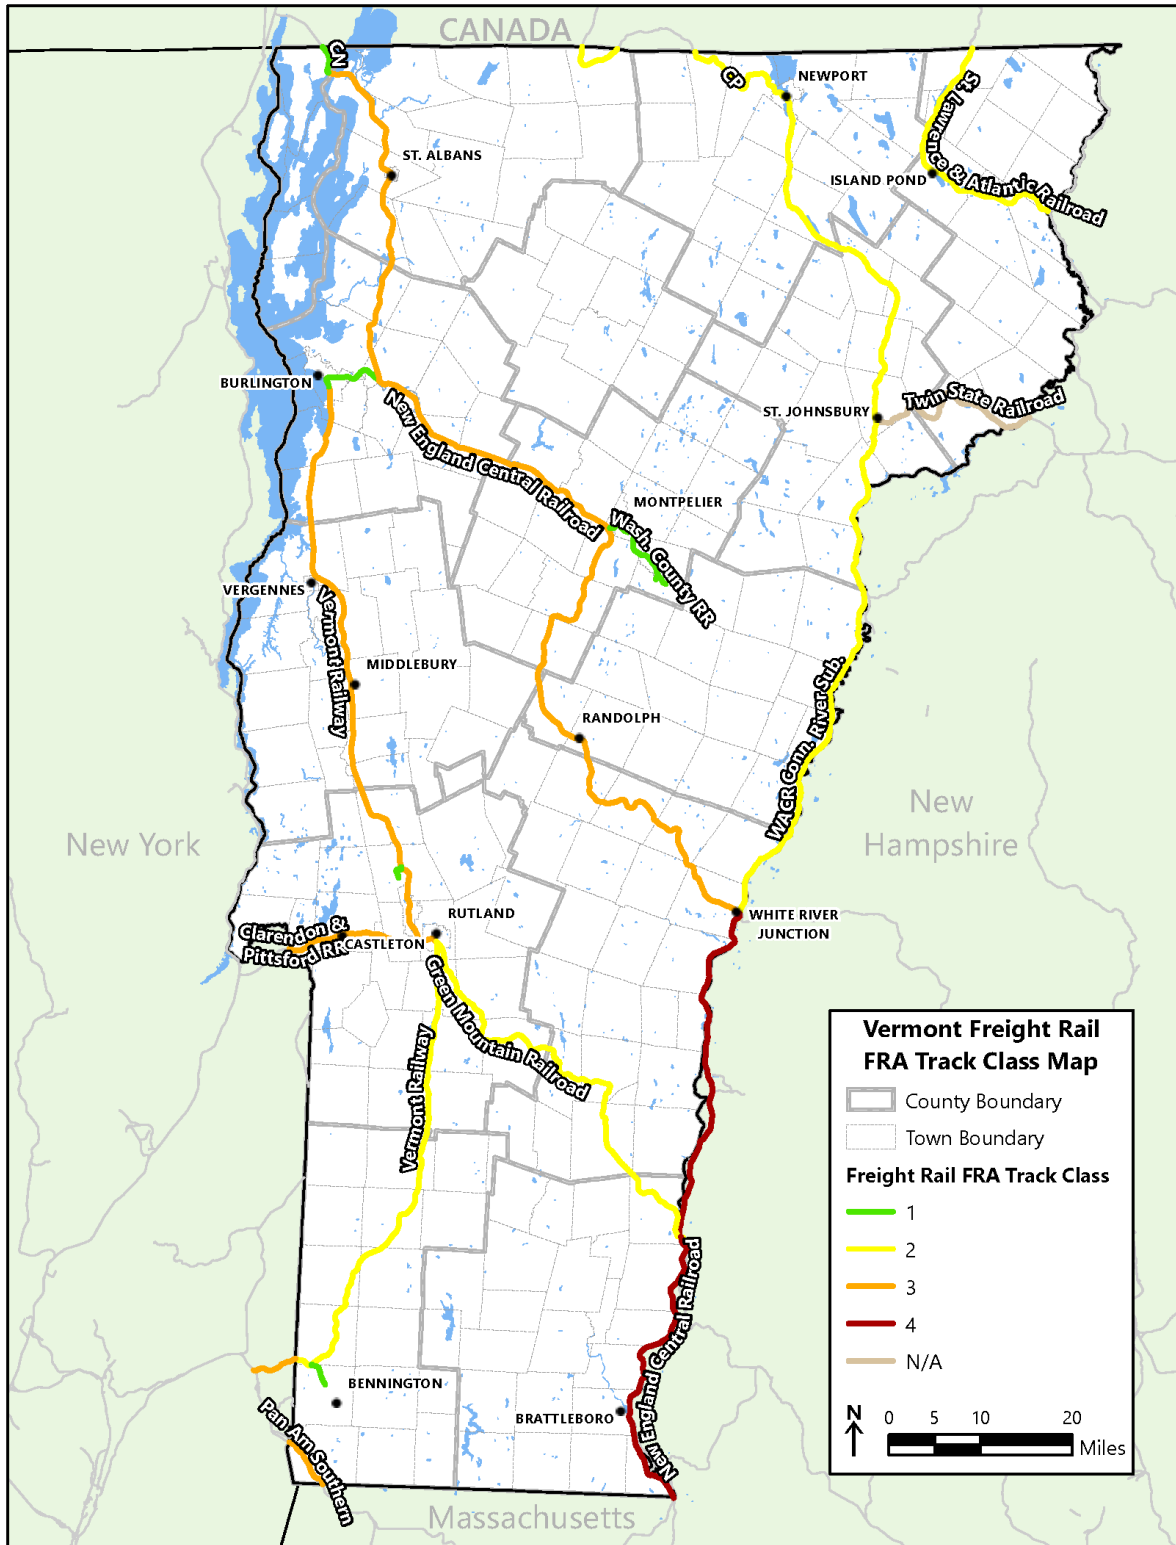 CANADA
CN
CP
NEWPORT
St. Lawrence & Atlantic Railroad
ST. ALBANS
ISLAND POND
BURLINGTON
New England Central Railroad
ST. JOHNSBURY
Twin State Railroad
MONTPELIER
Wash. County RR
VERGENNES
Vermont Railway
MIDDLEBURY
WACR Conn. River Sub.
RANDOLPH
New York
New
Hampshire
RUTLAND
WHITE RIVER
JUNCTION
Clarendon &
Pittsford RR
CASTLETON
Green Mountain Railroad
Vermont Railway
New England Central Railroad
BENNINGTON
BRATTLEBORO
Pan Am Southern
Massachusetts
Vermont Freight Rail
FRA Track Class Map
County Boundary
Town Boundary
Freight Rail FRA Track Class
1
2
3
4
N/A
N
0 5 10 20
Miles